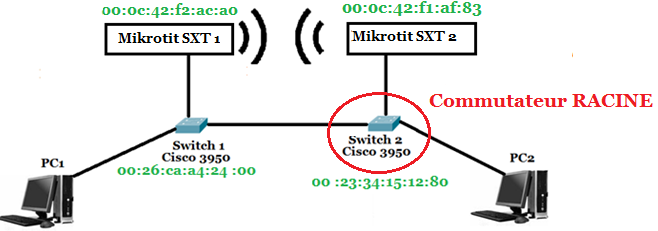 00:0c:42:f2:ac:a0
00:0c:42:f1:af:83
Mikrotit SXT 1
Mikrotit SXT 2
Commutateur RACINE
Switch 1
Cisco 3950
Switch 2
Cisco 3950
PC1
00:26:ca:a4:24 :00
00 :23:34:15:12:80
PC2